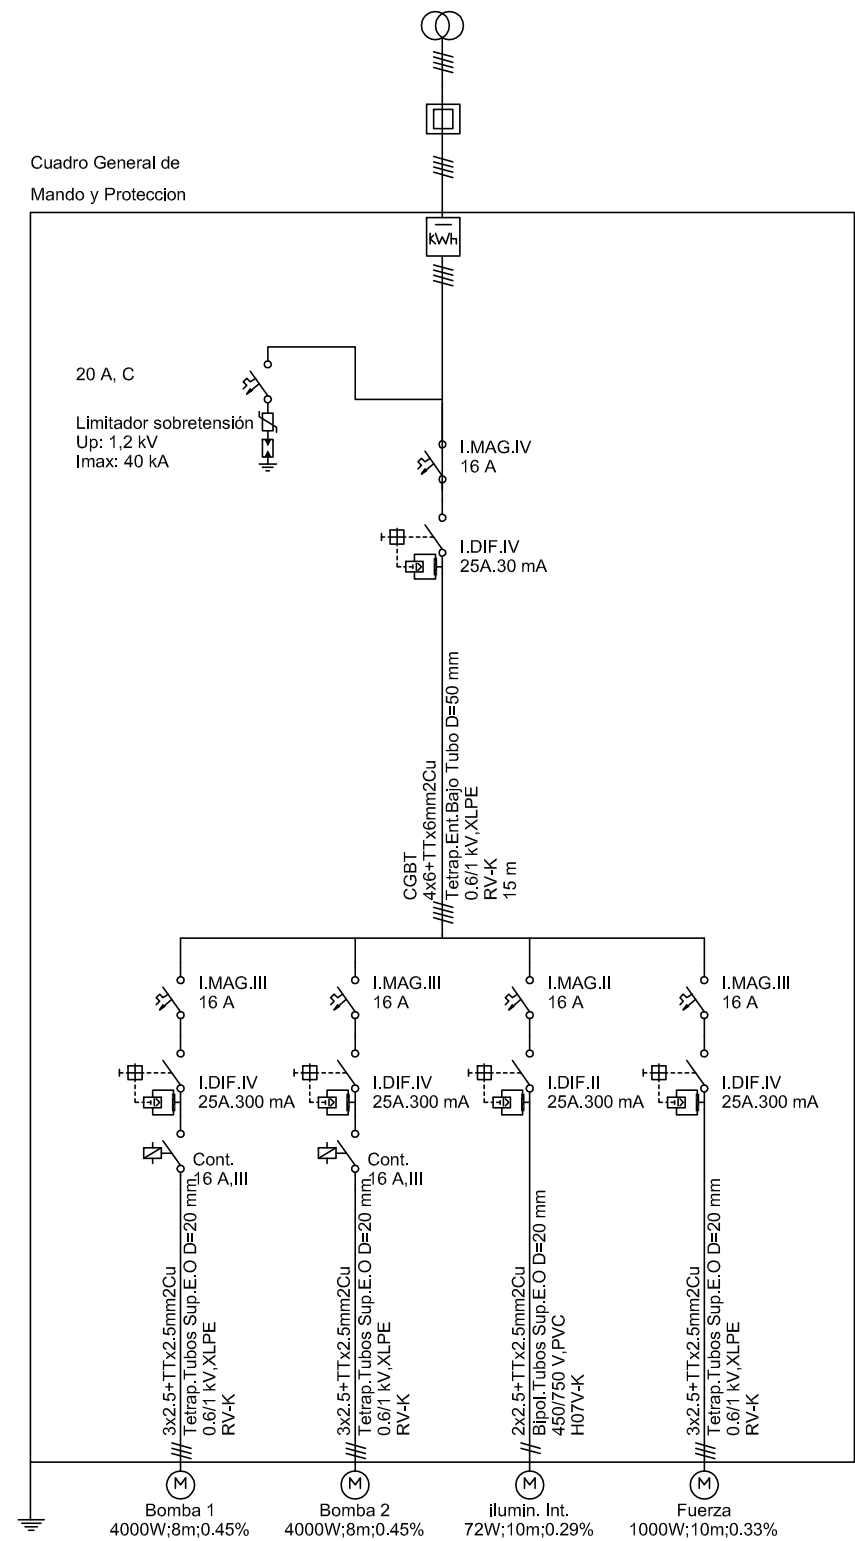 Cuadro General de
Mando y Proteccion
KWh
20 A, C
Limitador sobretensión
Up: 1,2 kV
Imax: 40 kA
I.MAG.IV
16 A
I.DIF.IV
25A.30 mA
CGBT
4x6+TTx6mm2Cu
Tetrap.Ent.Bajo Tubo D=50 mm
0.6/1 kV,XLPE
RV-K
15 m
I.MAG.III
16 A
I.MAG.III
16 A
I.MAG.II
16 A
I.MAG.III
16 A
I.DIF.IV
25A.300 mA
I.DIF.IV
25A.300 mA
I.DIF.II
25A.300 mA
I.DIF.IV
25A.300 mA
Cont.
16 A,III
Cont.
16 A,III
3x2.5+TTx2.5mm2Cu
Tetrap.Tubos Sup.E.O D=20 mm
0.6/1 kV,XLPE
RV-K
3x2.5+TTx2.5mm2Cu
Tetrap.Tubos Sup.E.O D=20 mm
0.6/1 kV,XLPE
RV-K
2x2.5+TTx2.5mm2Cu
Bipol.Tubos Sup.E.O D=20 mm
450/750 V,PVC
H07V-K
3x2.5+TTx2.5mm2Cu
Tetrap.Tubos Sup.E.O D=20 mm
0.6/1 kV,XLPE
RV-K
M
M
M
M
Bomba 1
4000W;8m;0.45%
Bomba 2
4000W;8m;0.45%
ilumin. Int.
72W;10m;0.29%
Fuerza
1000W;10m;0.33%